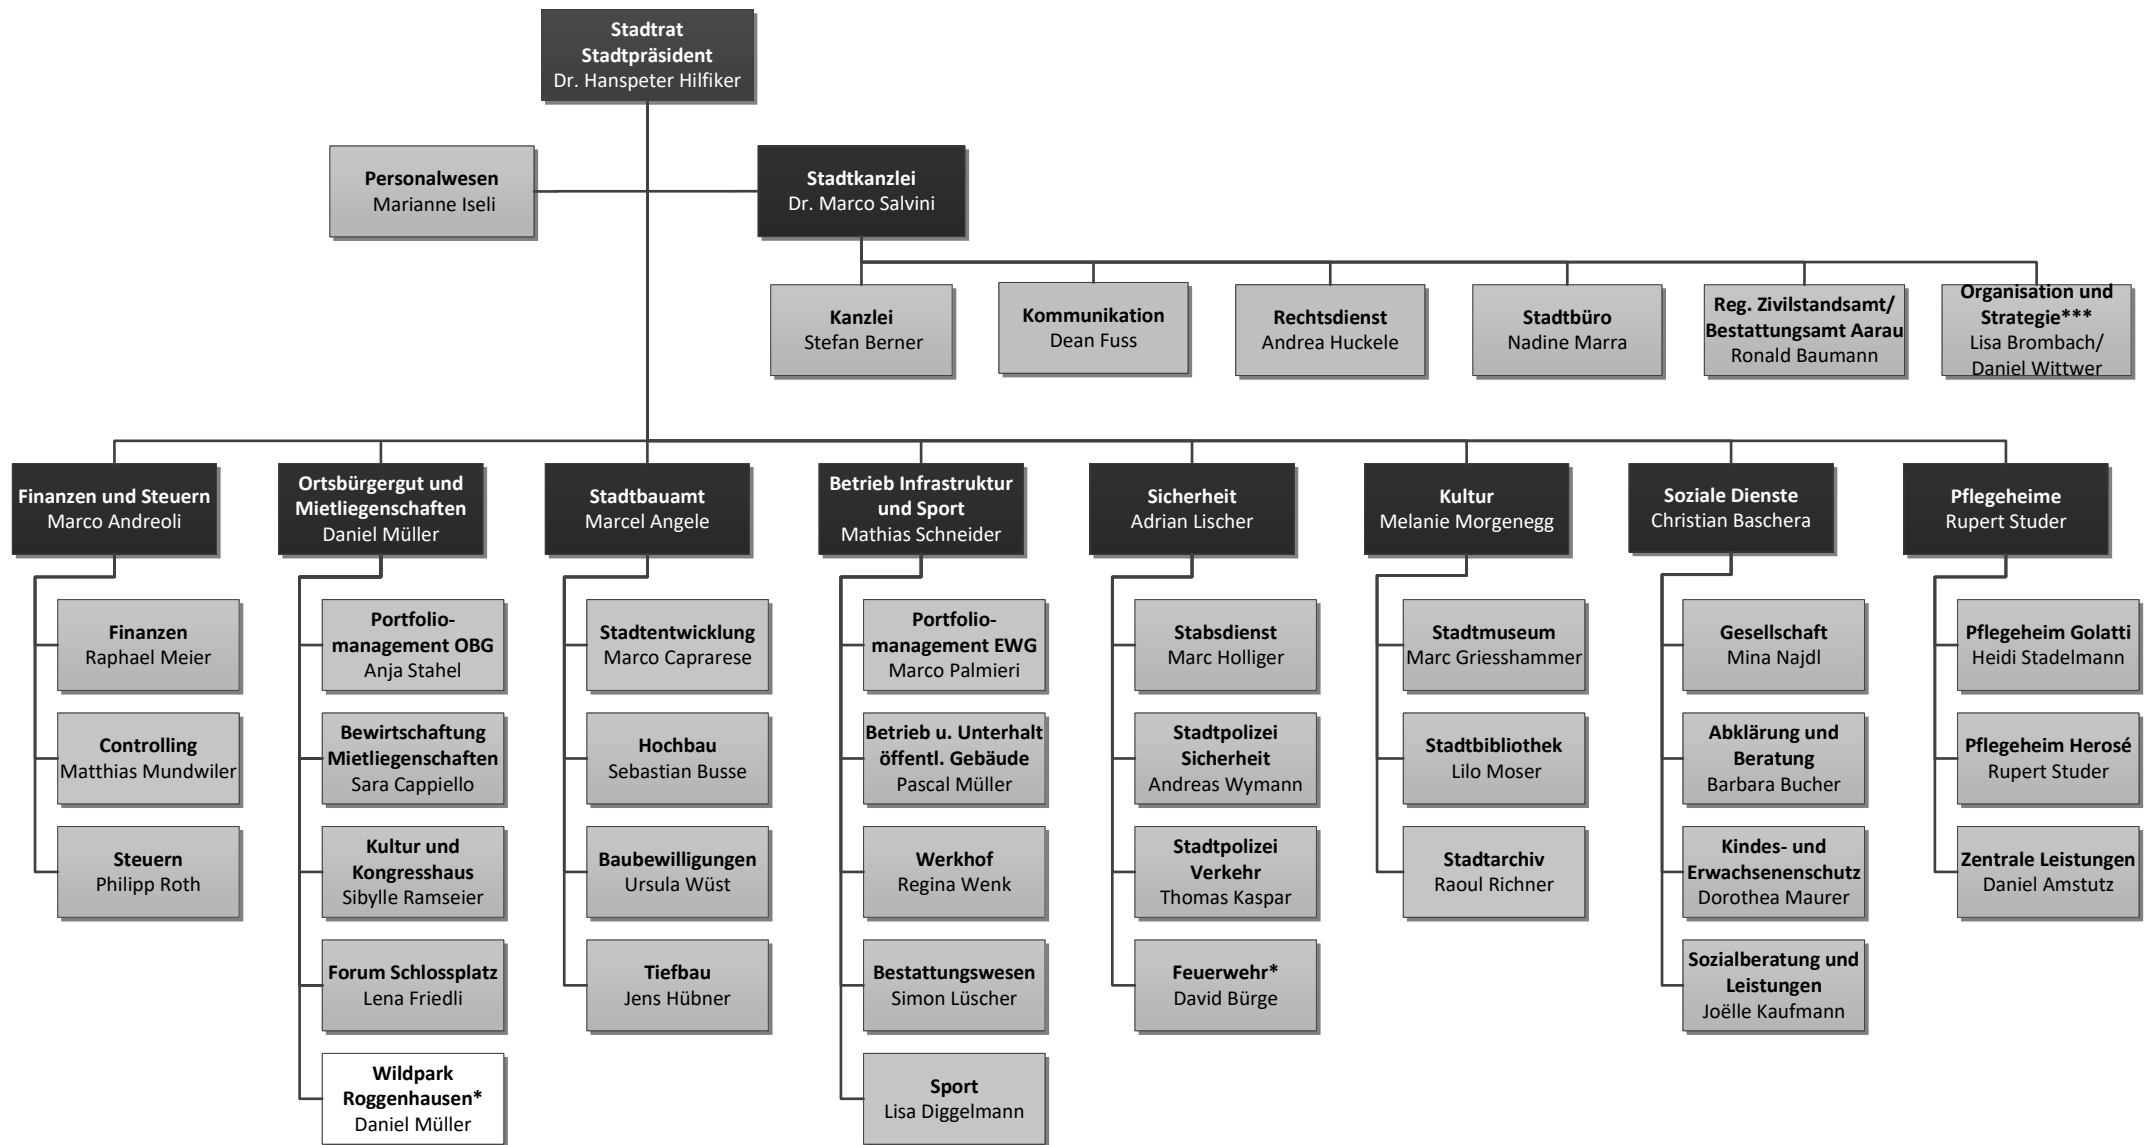 Stadtrat
Stadtpräsident
Dr. Hanspeter Hilfiker
Personalwesen
Marianne Iseli
Stadtkanzlei
Dr. Marco Salvini
Kanzlei
Stefan Berner
Kommunikation
Dean Fuss
Rechtsdienst
Andrea Huckele
Stadtbüro
Nadine Marra
Reg. Zivilstandsamt/
Bestattungsamt Aarau
Ronald Baumann
Organisation und
Strategie***
Lisa Brombach/
Daniel Wittwer
Finanzen und Steuern
Marco Andreoli
Finanzen
Raphael Meier
Controlling
Matthias Mundwiler
Steuern
Philipp Roth
Ortsbürgergut und
Mietliegenschaften
Daniel Müller
Portfolio-
management OBG
Anja Stahel
Bewirtschaftung
Mietliegenschaften
Sara Cappiello
Kultur und
Kongresshaus
Sibylle Ramseier
Forum Schlossplatz
Lena Friedli
Wildpark
Roggenhausen*
Daniel Müller
Stadtbauamt
Marcel Angele
Stadtentwicklung
Marco Caprarese
Hochbau
Sebastian Busse
Baubewilligungen
Ursula Wüst
Tiefbau
Jens Hübner
Betrieb Infrastruktur
und Sport
Mathias Schneider
Portfolio-
management EWG
Marco Palmieri
Betrieb u. Unterhalt
öffentl. Gebäude
Pascal Müller
Werkhof
Regina Wenk
Bestattungswesen
Simon Lüscher
Sport
Lisa Diggelmann
Sicherheit
Adrian Lischer
Stabsdienst
Marc Holliger
Stadtpolizei
Sicherheit
Andreas Wymann
Stadtpolizei
Verkehr
Thomas Kaspar
Feuerwehr*
David Bürge
Kultur
Melanie Morgenegg
Stadtmuseum
Marc Griesshammer
Stadtbibliothek
Lilo Moser
Stadtarchiv
Raoul Richner
Soziale Dienste
Christian Baschera
Gesellschaft
Mina Najdl
Abklärung und
Beratung
Barbara Bucher
Kindes- und
Erwachsenenschutz
Dorothea Maurer
Sozialberatung und
Leistungen
Joëlle Kaufmann
Pflegeheime
Rupert Studer
Pflegeheim Golatti
Heidi Stadelmann
Pflegeheim Herosé
Rupert Studer
Zentrale Leistungen
Daniel Amstutz